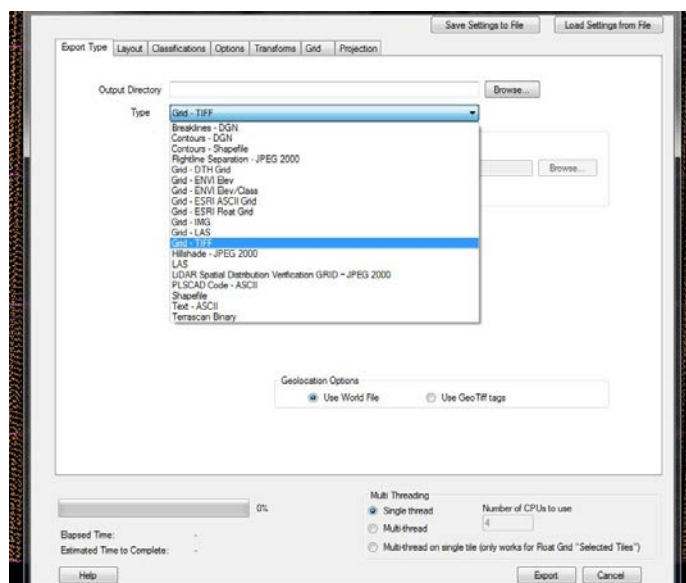 Save Settings to File Load Settings from File
Export Type Layout Classifications Options Transforms Grid Projection
Output Directory Browse...
Type Grid - TIFF
Breaklines - DGN
Contours - DGN
Contours - Shapefile
Flightline Separation - JPEG 2000
Grid - DTH Grid
Grid - ENVI Elev
Grid - ENVI Elev/Class
Grid - ESRI ASCII Grid
Grid - ESRI Float Grid
Grid - IMG
Grid - LAS
Grid - TIFF
Hillshade - JPEG 2000
LAS
LiDAR Spatial Distribution Verification GRID - JPEG 2000
PLSCAD Code - ASCII
Shapefile
Text - ASCII
Terrascan Binary
Browse...
Geolocation Options
Use World File Use GeoTiff tags
0%
Multi Threading
Single thread Number of CPUs to use
Multi-thread 4
Multi-thread on single tile (only works for Float Grid "Selected Tiles")
Elapsed Time: -
Estimated Time to Complete: -
Help Export Cancel